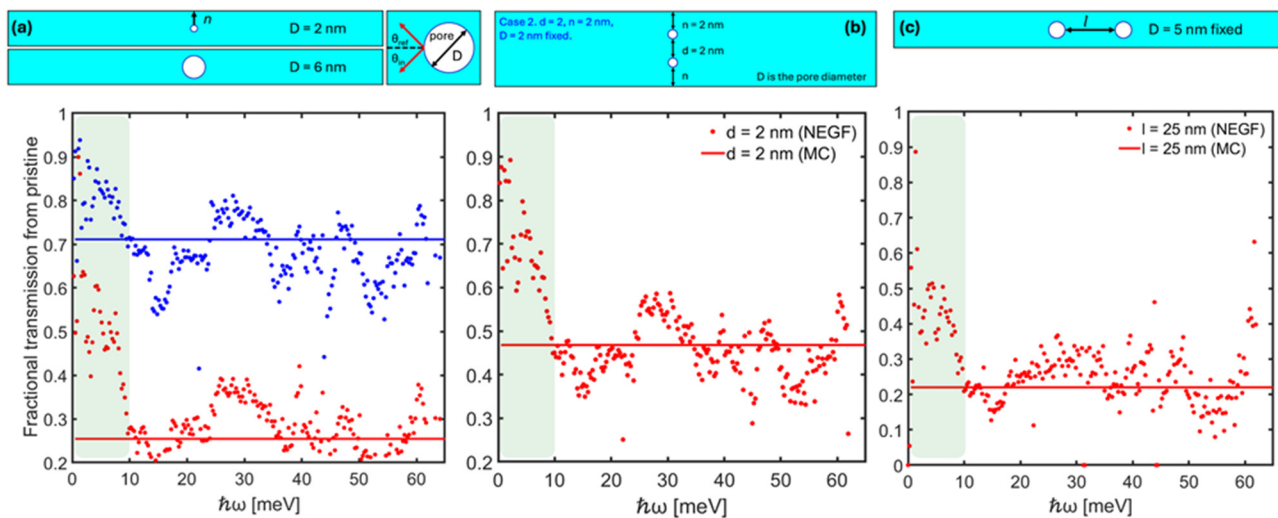 (a)
n
D = 2 nm
D = 6 nm
θref
θin
pore
D
Case 2. d = 2, n = 2 nm,
D = 2 nm fixed.
(b)
n = 2 nm
d = 2 nm
n
D is the pore diameter
(c)
l
D = 5 nm fixed
Fractional transmission from pristine
1
0.9
0.8
0.7
0.6
0.5
0.4
0.3
0.2
0
10
20
30
40
50
60
ħω [meV]
1
0.9
0.8
0.7
0.6
0.5
0.4
0.3
0.2
0
10
20
30
40
50
60
ħω [meV]
d = 2 nm (NEGF)
d = 2 nm (MC)
1
0.9
0.8
0.7
0.6
0.5
0.4
0.3
0.2
0.1
0
0
10
20
30
40
50
60
ħω [meV]
l = 25 nm (NEGF)
l = 25 nm (MC)